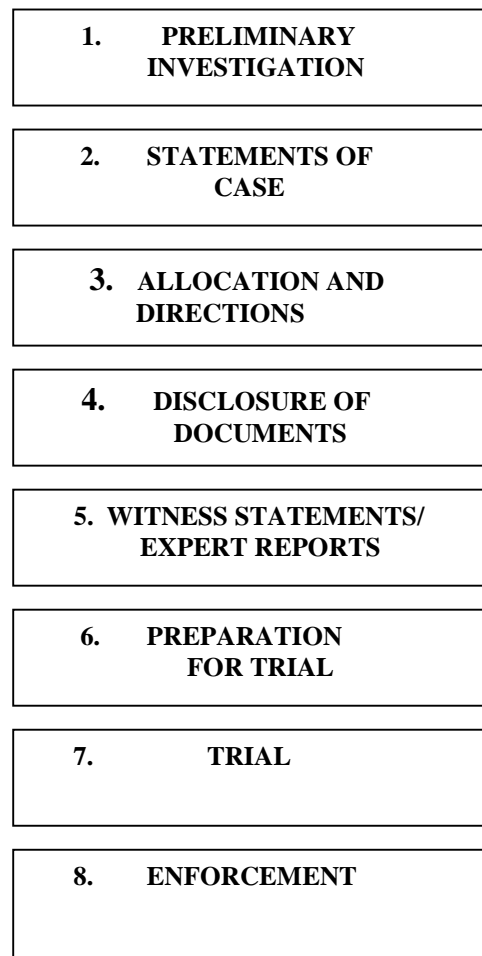 1. PRELIMINARY
INVESTIGATION
2. STATEMENTS OF
CASE
3. ALLOCATION AND
DIRECTIONS
4. DISCLOSURE OF
DOCUMENTS
5. WITNESS STATEMENTS/
EXPERT REPORTS
6. PREPARATION
FOR TRIAL
7. TRIAL
8. ENFORCEMENT